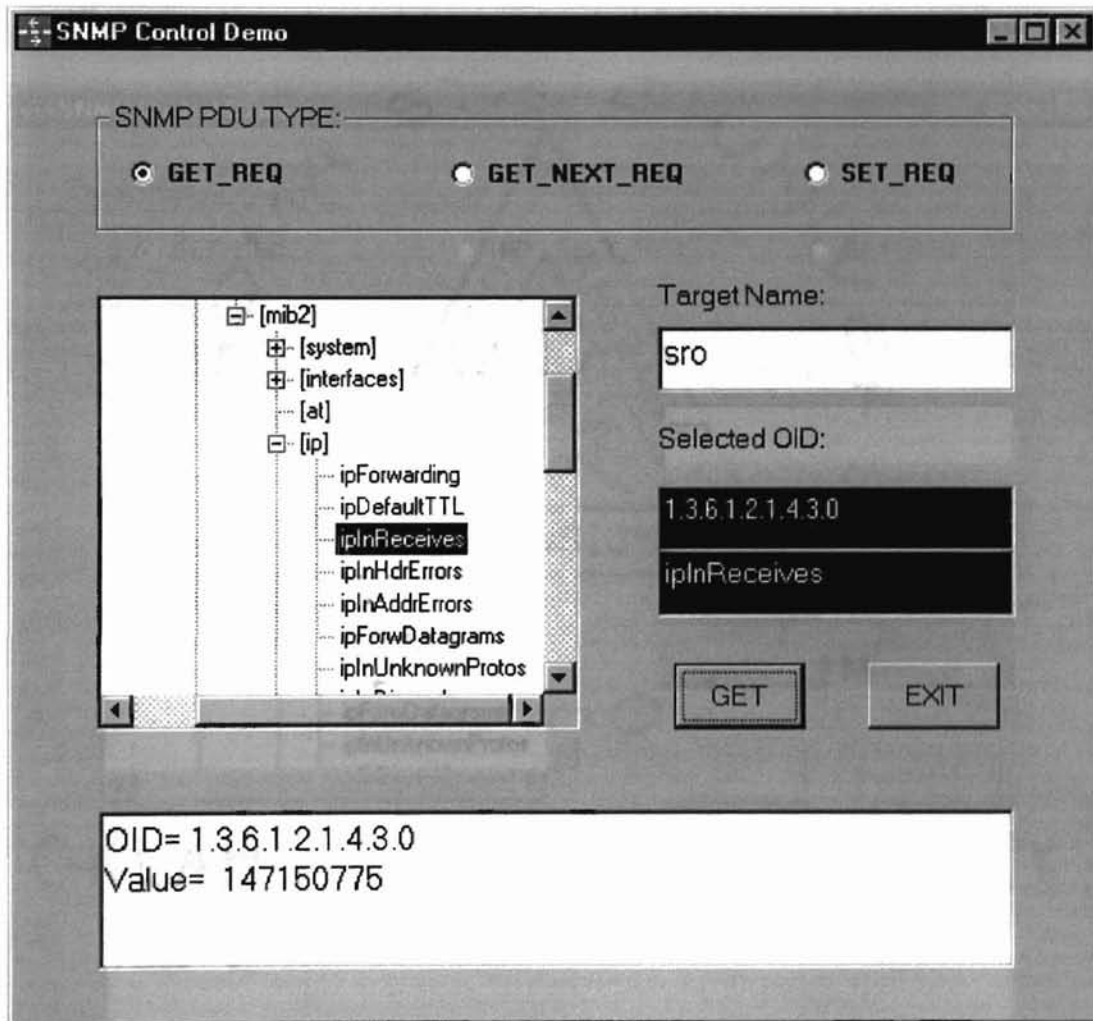 SNMP Control Demo
SNMP PDU TYPE:
GET_REQ GET_NEXT_REQ SET_REQ
[mib2]
[system]
[interfaces]
[at]
[ip]
ipForwarding
ipDefaultTTL
ipInReceives
ipInHdrErrors
ipInAddrErrors
ipForwDatagrams
ipInUnknownProtos
Target Name:
sro
Selected OID:
1.3.6.1.2.1.4.3.0
ipInReceives
GET EXIT
OID= 1.3.6.1.2.1.4.3.0
Value= 147150775